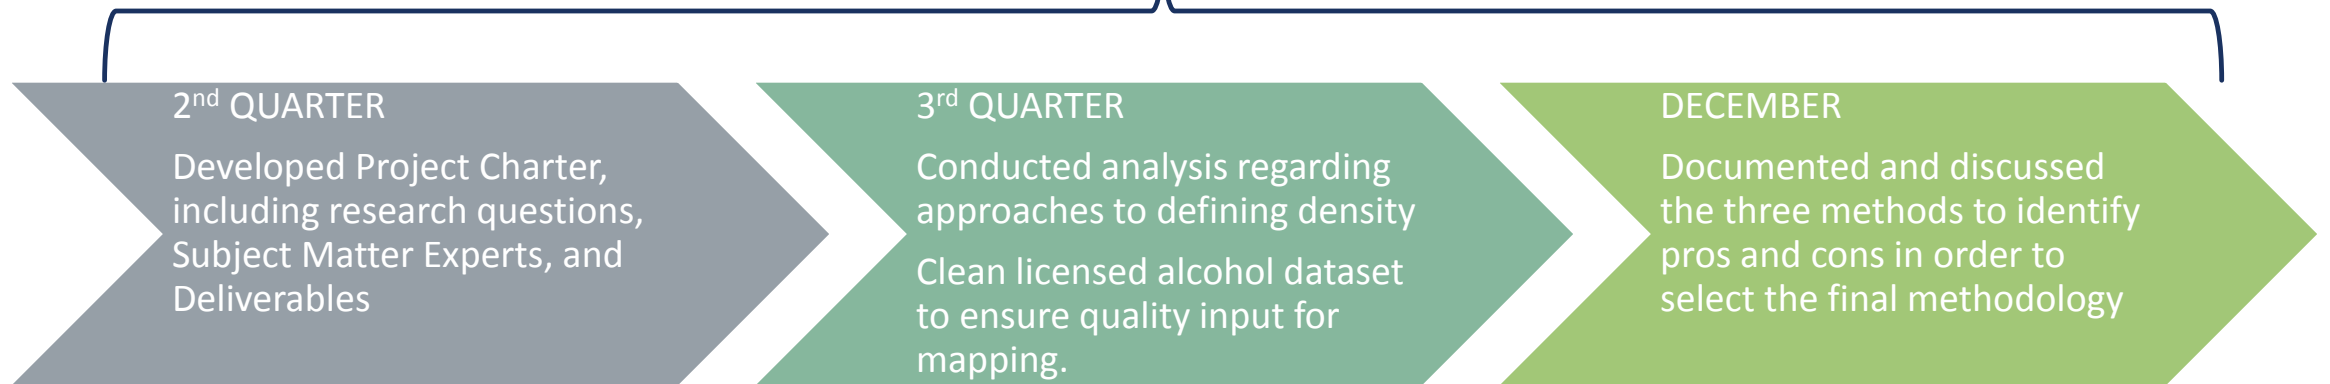 2nd QUARTER
Developed Project Charter,
including research questions,
Subject Matter Experts, and
Deliverables
3rd QUARTER
Conducted analysis regarding
approaches to defining density
Clean licensed alcohol dataset
to ensure quality input for
mapping.
DECEMBER
Documented and discussed
the three methods to identify
pros and cons in order to
select the final methodology